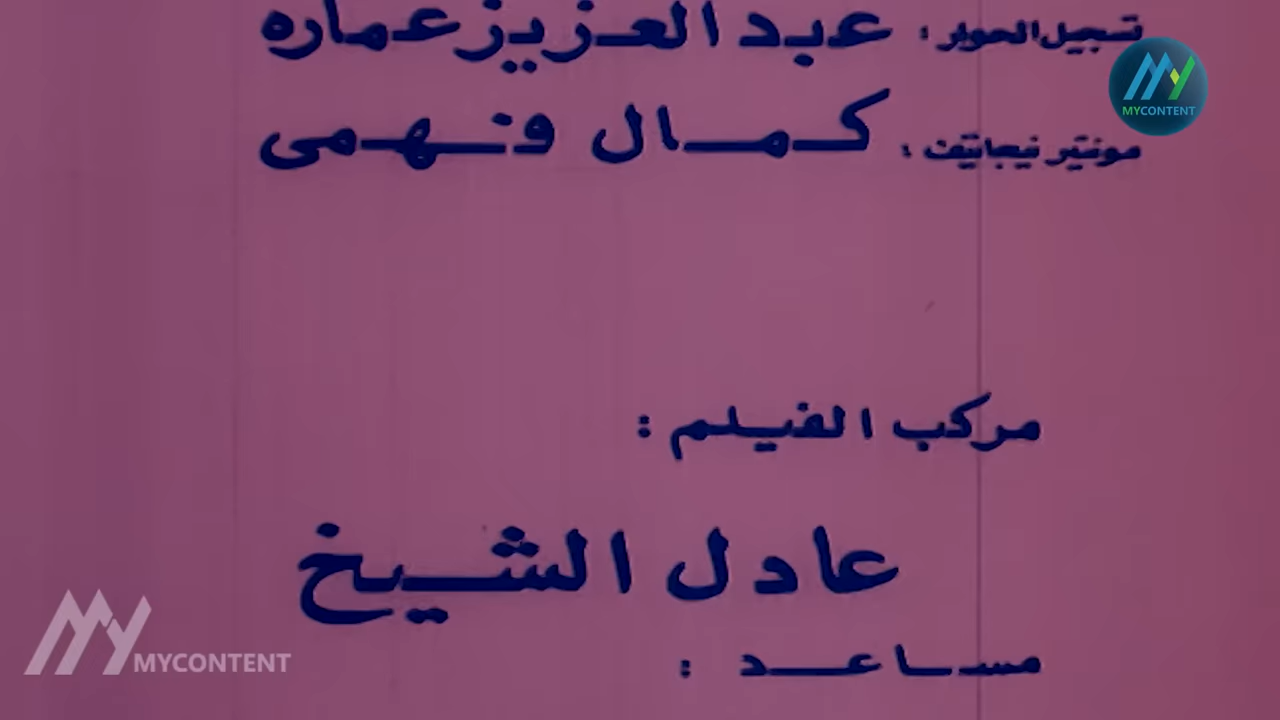 تسجيل الحوار : عبد العزيز عماره
MYCONTENT
مونتير نيجاتيف : كمال فهمى
مركب الفيلم :
عادل الشيخ
مساعد :
MYCONTENT